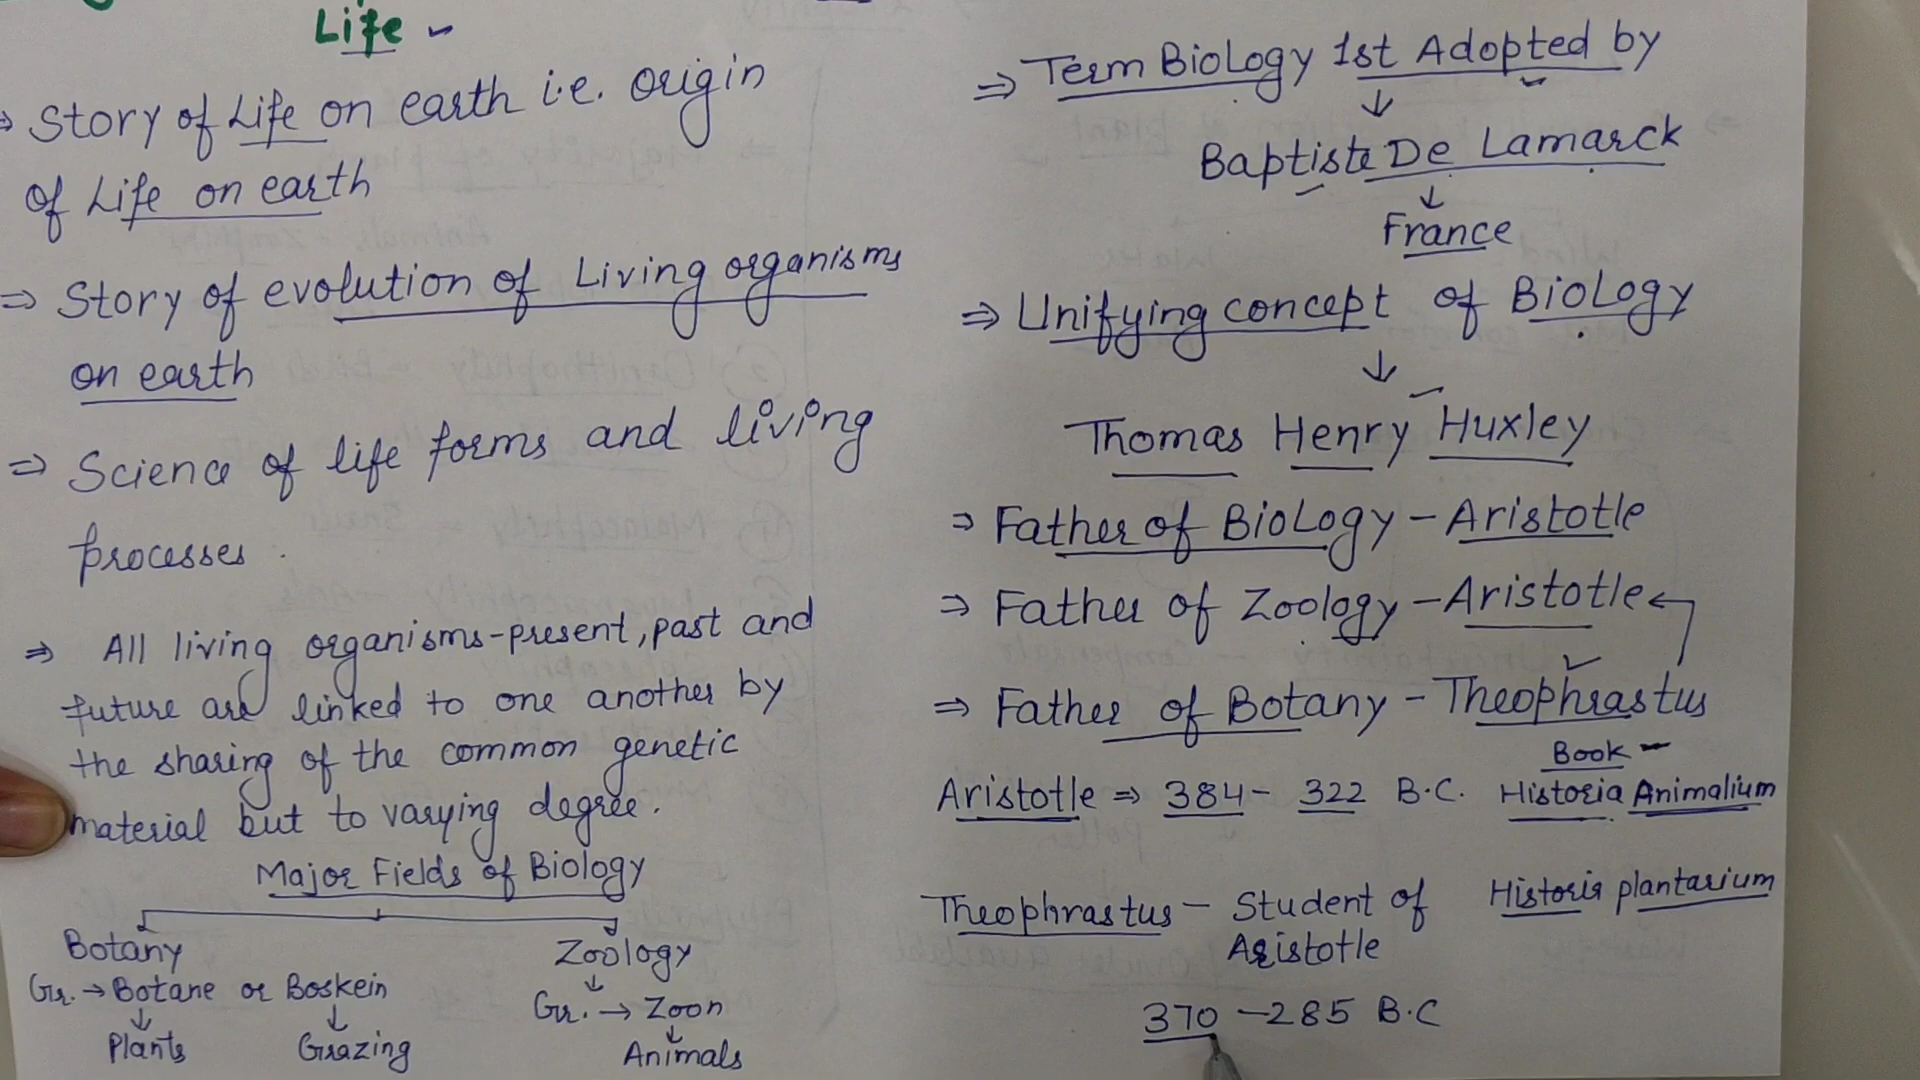 Life
⇒ Story of Life on earth i.e. origin
of Life on earth
⇒ Story of evolution of Living organisms
on earth
⇒ Science of life forms and living
processes.
⇒ All living organisms-present, past and
future are linked to one another by
the sharing of the common genetic
material but to varying degree.
Major Fields of Biology
Botany Zoology
Gr. → Botane or Boskein
Gr. → Zoon
Plants Grazing Animals
⇒ Term Biology 1st Adopted by
Baptiste De Lamarck
France
⇒ Unifying concept of Biology
Thomas Henry Huxley
⇒ Father of Biology - Aristotle
⇒ Father of Zoology - Aristotle
⇒ Father of Botany - Theophrastus
Book -
Aristotle ⇒ 384 - 322 B.C. Historia Animalium
Theophrastus - Student of Historia plantarium
Aristotle
370 - 285 B.C